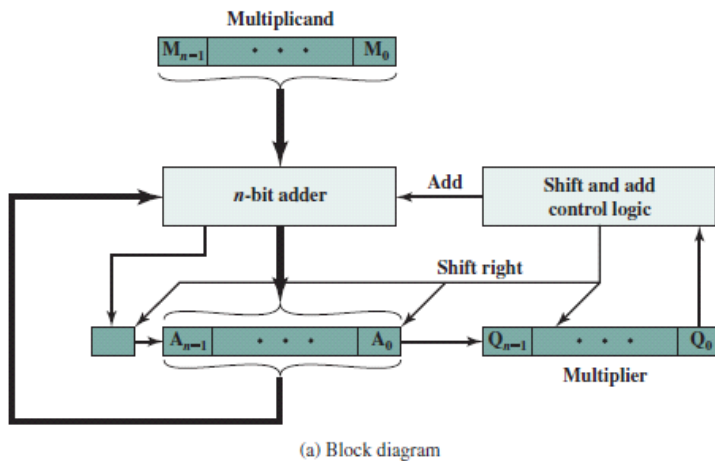 Multiplicand
Mn−1 · · · M0
n-bit adder
Add
Shift and add
control logic
Shift right
An−1 · · · A0
Qn−1 · · · Q0
Multiplier
(a) Block diagram